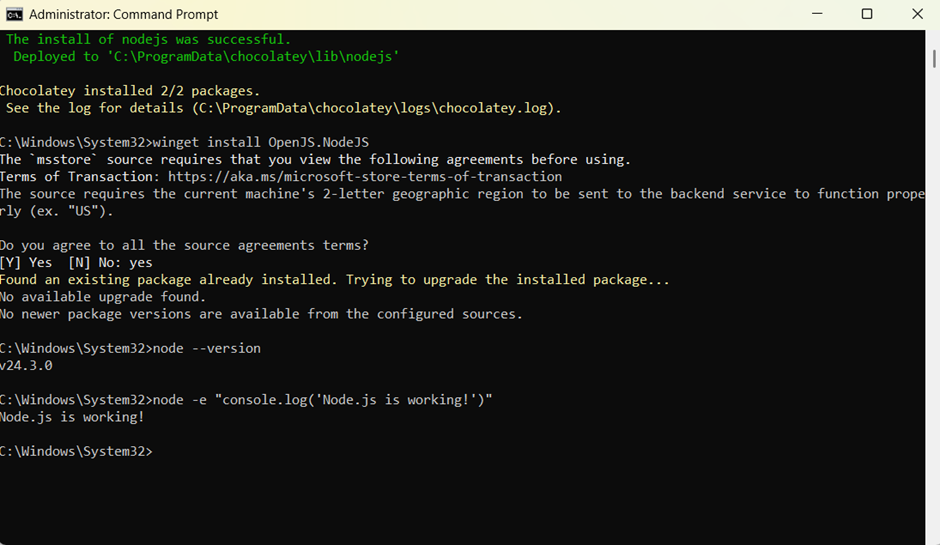 Administrator: Command Prompt
The install of nodejs was successful.
Deployed to 'C:\ProgramData\chocolatey\lib\nodejs'
Chocolatey installed 2/2 packages.
See the log for details (C:\ProgramData\chocolatey\logs\chocolatey.log).
C:\Windows\System32>winget install OpenJS.NodeJS
The `msstore` source requires that you view the following agreements before using.
Terms of Transaction: https://aka.ms/microsoft-store-terms-of-transaction
The source requires the current machine's 2-letter geographic region to be sent to the backend service to function prope
rly (ex. "US").
Do you agree to all the source agreements terms?
[Y] Yes  [N] No: yes
Found an existing package already installed. Trying to upgrade the installed package...
No available upgrade found.
No newer package versions are available from the configured sources.
C:\Windows\System32>node --version
v24.3.0
C:\Windows\System32>node -e "console.log('Node.js is working!')"
Node.js is working!
C:\Windows\System32>